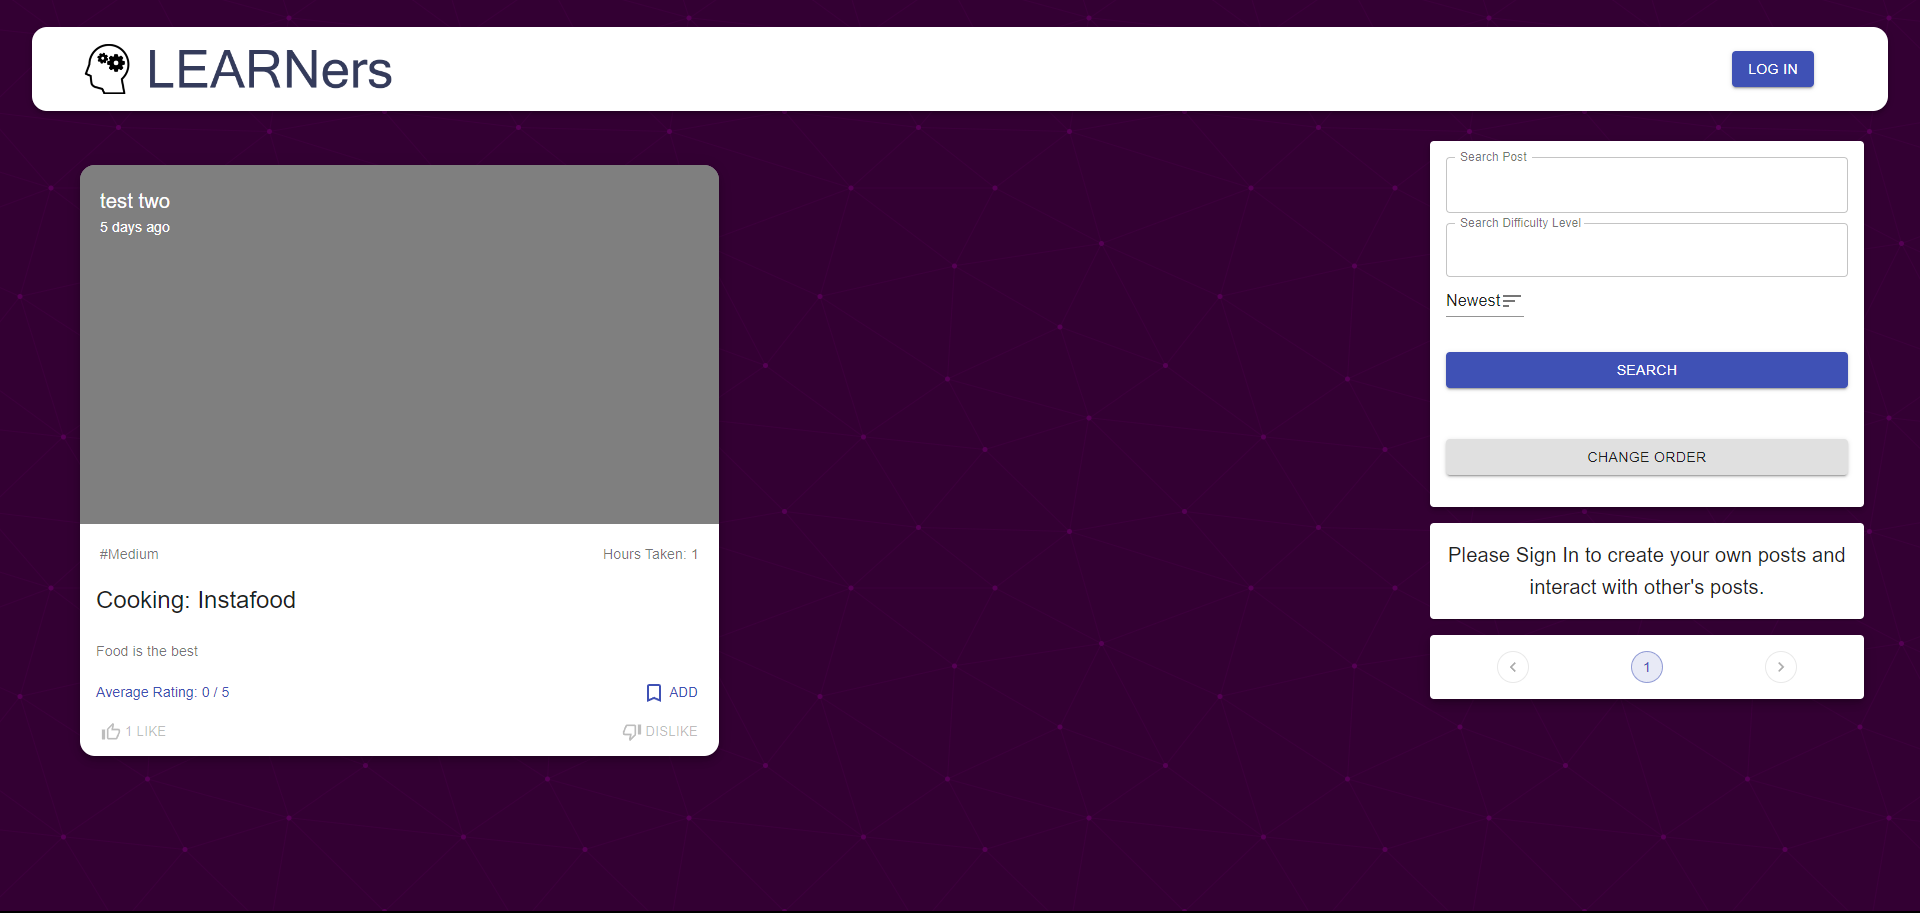 LEARNers
LOG IN
test two
5 days ago
#Medium
Hours Taken: 1
Cooking: Instafood
Food is the best
Average Rating: 0 / 5
ADD
1 LIKE
DISLIKE
Search Post
Search Difficulty Level
Newest
SEARCH
CHANGE ORDER
Please Sign In to create your own posts and
interact with other's posts.
1